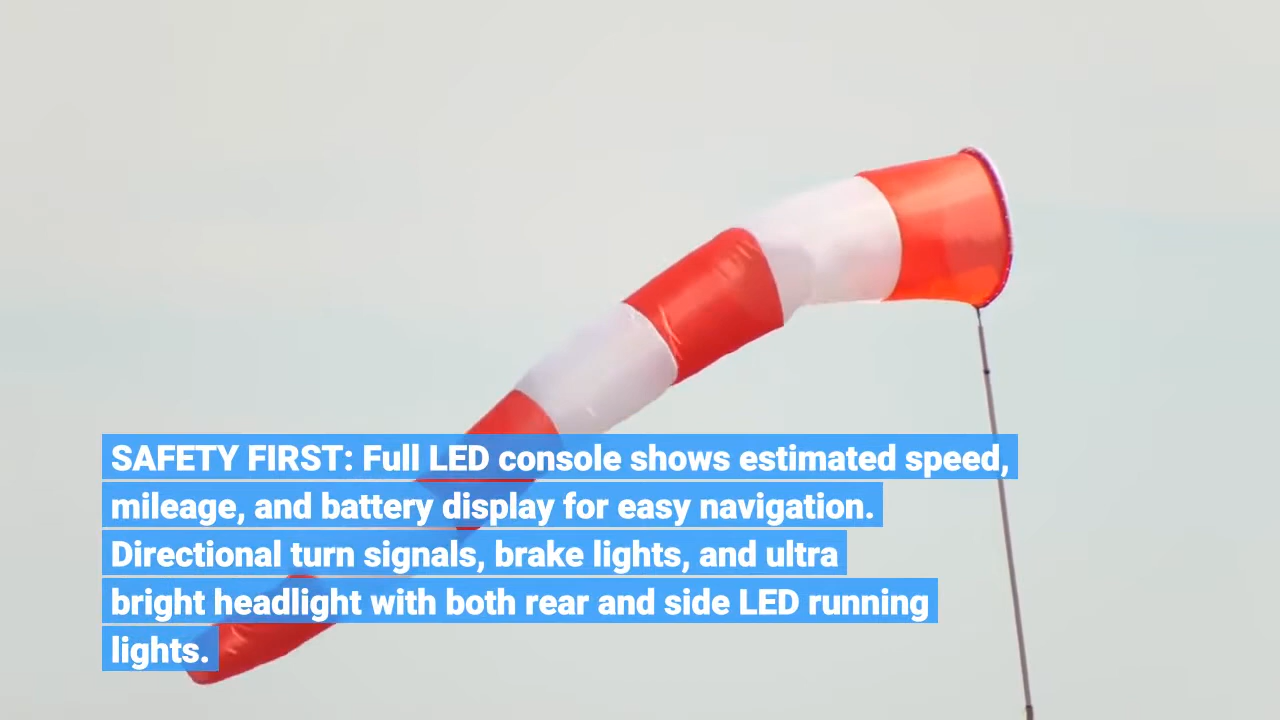 SAFETY FIRST: Full LED console shows estimated speed,
mileage, and battery display for easy navigation.
Directional turn signals, brake lights, and ultra
bright headlight with both rear and side LED running
lights.